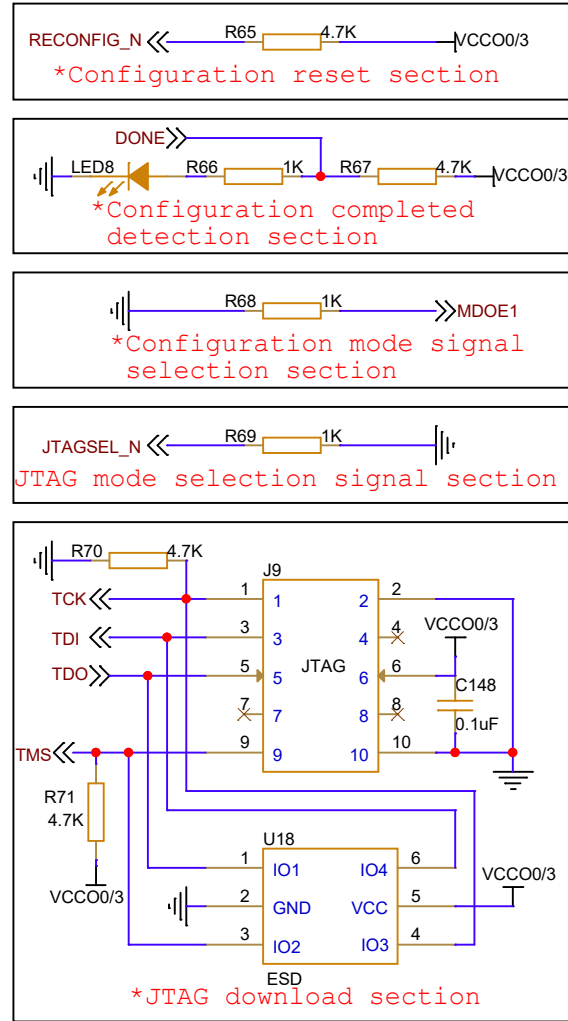 R65 4.7K
RECONFIG_N VCCO0/3
*Configuration reset section
DONE
LED8 R66 1K R67 4.7K
VCCO0/3
*Configuration completed
detection section
R68 1K
MDOE1
*Configuration mode signal
selection section
R69 1K
JTAGSEL_N
JTAG mode selection signal section
R70 4.7K
J9
TCK 1 1 2 2
VCCO0/3
TDI 3 3 4 4
TDO 5 5 JTAG 6 6
C148
7 7 8 8
0.1uF
TMS 9 9 10 10
R71
4.7K
U18
VCCO0/3
1 IO1 IO4 6
VCCO0/3
2 GND VCC 5
3 IO2 IO3 4
ESD
*JTAG download section